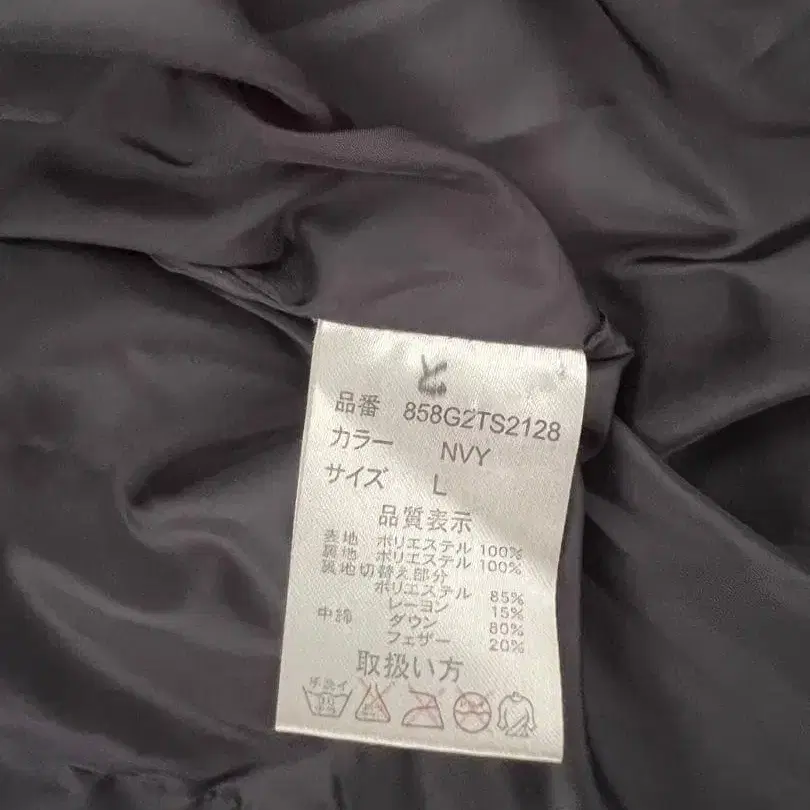 と
品番 858G2TS2128
カラー NVY
サイズ L
品質表示
表地 ポリエステル 100%
裏地 ポリエステル 100%
裏地切替え部分
ポリエステル 85%
レーヨン 15%
中綿 ダウン 80%
フェザー 20%
取扱い方
手洗イ